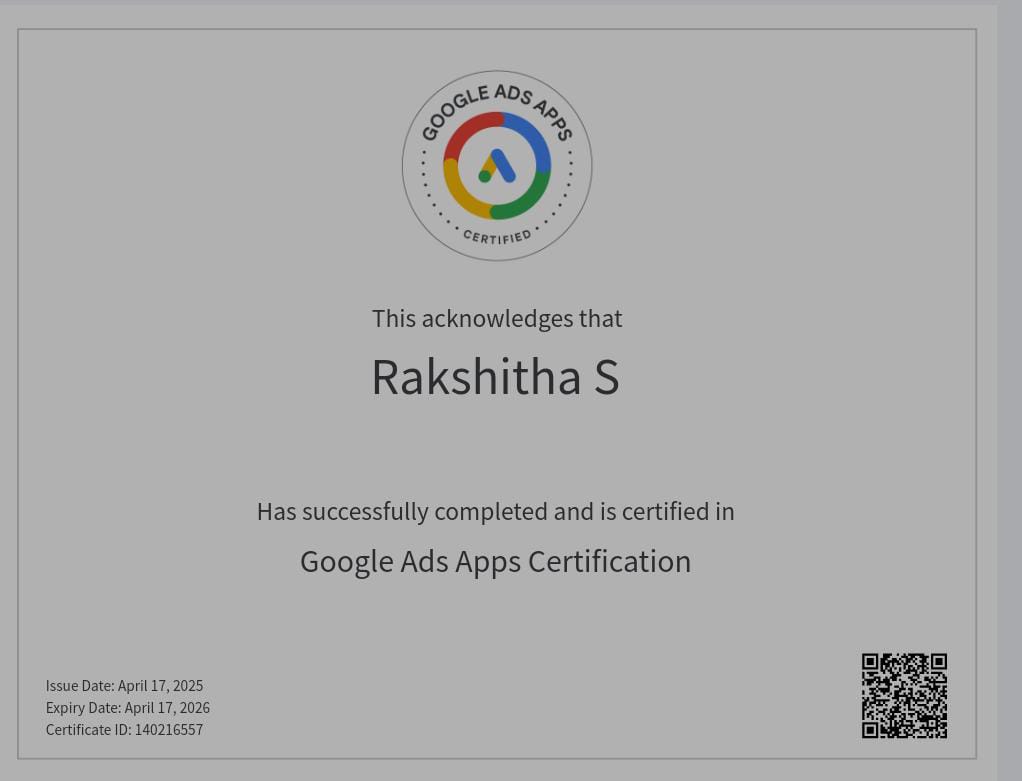 GOOGLE ADS APPS
CERTIFIED
This acknowledges that
Rakshitha S
Has successfully completed and is certified in
Google Ads Apps Certification
Issue Date: April 17, 2025
Expiry Date: April 17, 2026
Certificate ID: 140216557